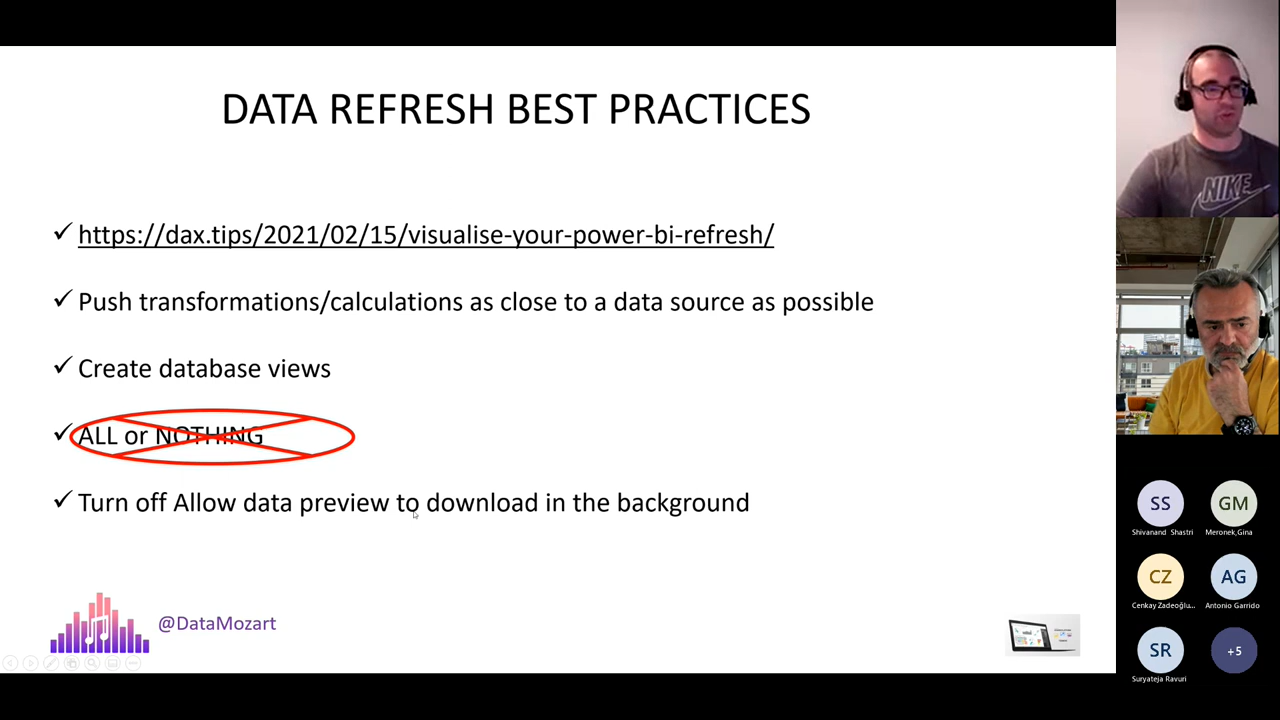 DATA REFRESH BEST PRACTICES
https://dax.tips/2021/02/15/visualise-your-power-bi-refresh/
Push transformations/calculations as close to a data source as possible
Create database views
ALL or NOTHING
Turn off Allow data preview to download in the background
@DataMozart
NIKE
SS
GM
Shivanand Shastri
Meronek,Gina
CZ
AG
Cenkay Zadeoğlu...
Antonio Garrido
SR
+5
Suryateja Ravuri